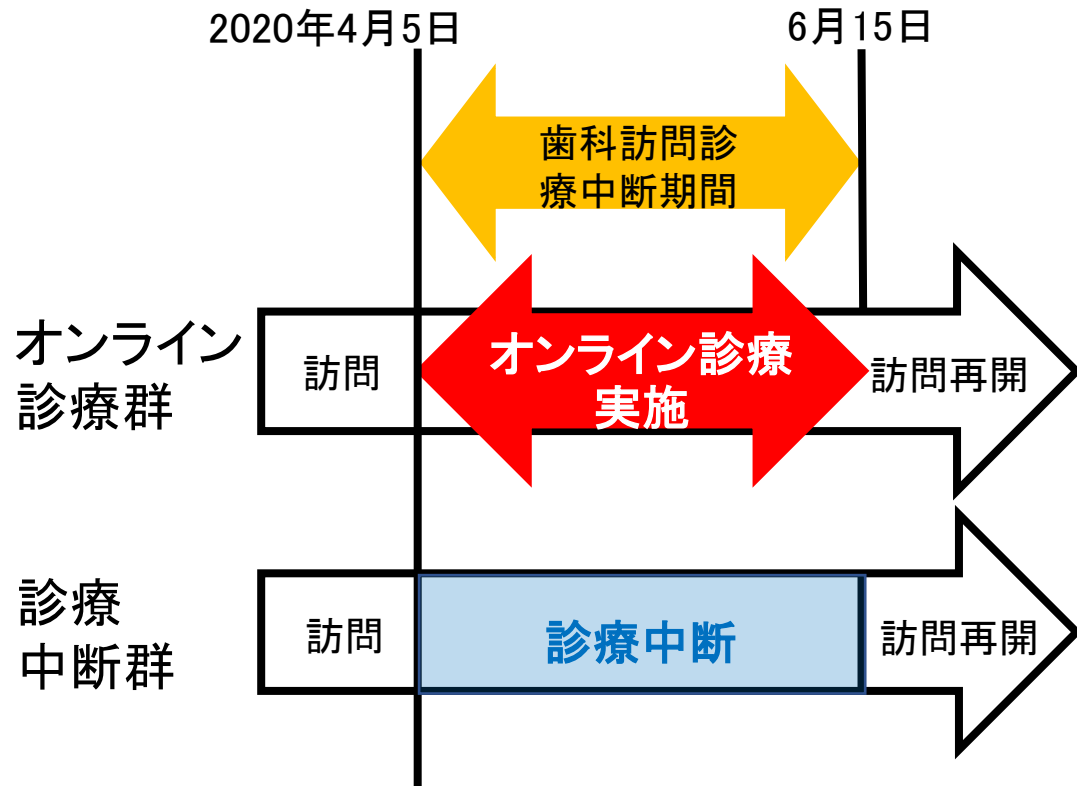 2020年4月5日
6月15日
歯科訪問診
療中断期間
オンライン
診療群
訪問
オンライン診療
実施
訪問再開
診療
中断群
訪問
診療中断
訪問再開